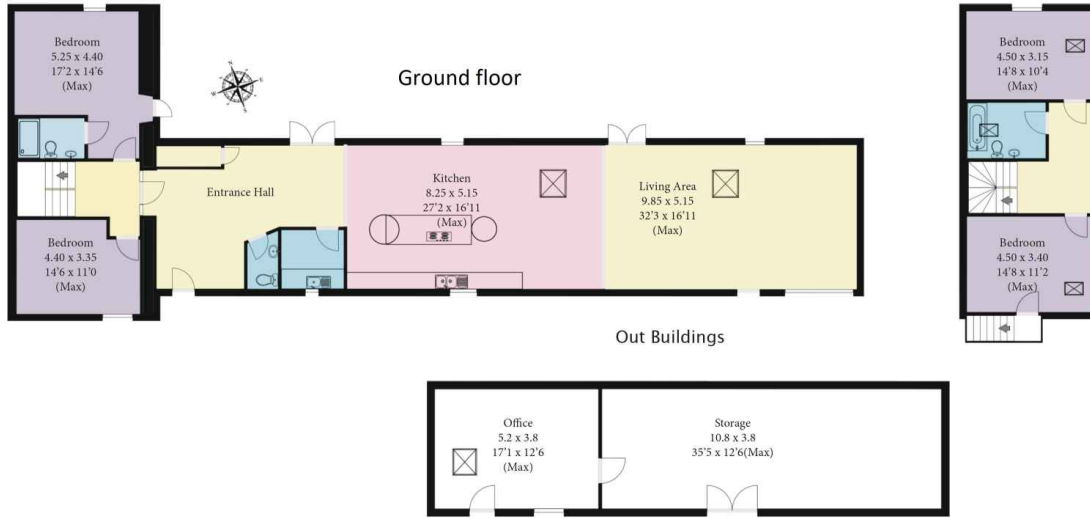 Bedroom
5.25 x 4.40
17'2 x 14'6
(Max)
Ground floor
Bedroom
4.50 x 3.15
14'8 x 10'4
(Max)
Entrance Hall
Kitchen
8.25 x 5.15
27'2 x 16'11
(Max)
Living Area
9.85 x 5.15
32'3 x 16'11
(Max)
Bedroom
4.40 x 3.35
14'6 x 11'0
(Max)
Bedroom
4.50 x 3.40
14'8 x 11'2
(Max)
Out Buildings
Office
5.2 x 3.8
17'1 x 12'6
(Max)
Storage
10.8 x 3.8
35'5 x 12'6(Max)